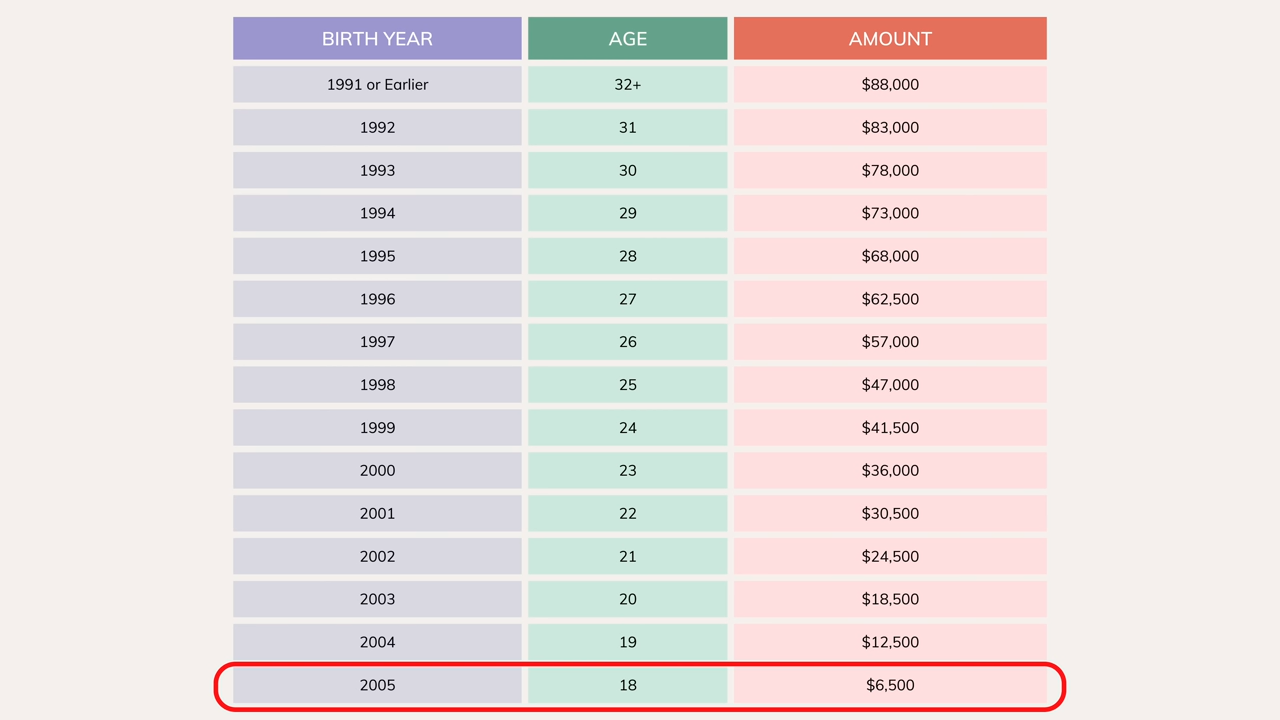 BIRTH YEAR AGE AMOUNT
1991 or Earlier 32+ $88,000
1992 31 $83,000
1993 30 $78,000
1994 29 $73,000
1995 28 $68,000
1996 27 $62,500
1997 26 $57,000
1998 25 $47,000
1999 24 $41,500
2000 23 $36,000
2001 22 $30,500
2002 21 $24,500
2003 20 $18,500
2004 19 $12,500
2005 18 $6,500